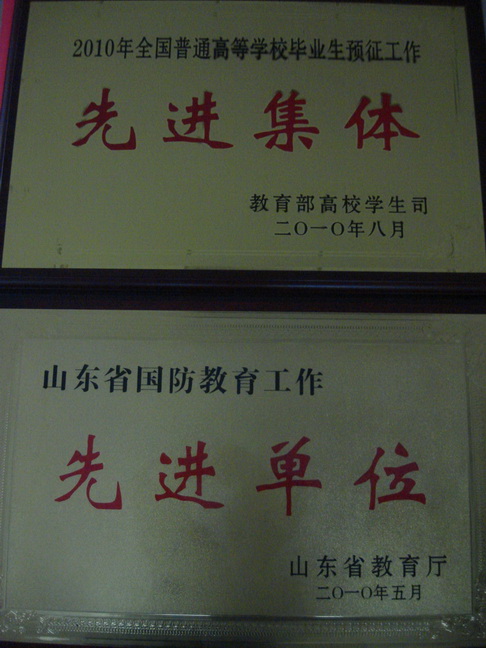 2010年全国普通高等学校毕业生预征工作
先进集体
教育部高校学生司
二〇一〇年八月
山东省国防教育工作
先进单位
山东省教育厅
二〇一〇年五月